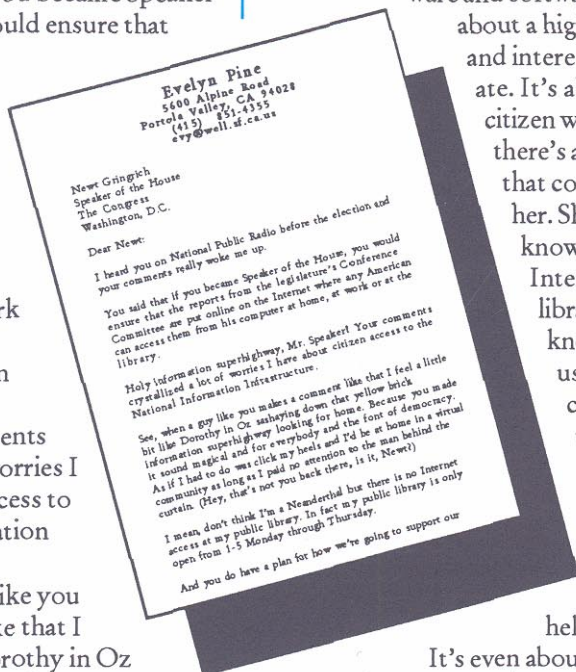 you became Speaker
ould ensure that
rk
n
ents
orries I
cess to
ation
ike you
ke that I
orothy in Oz
Evelyn Pine
5600 Alpine Road
Portola Valley, CA 94028
(415) 851-4355
evy@well.sf.ca.us
Newt Gringrich
Speaker of the House
The Congress
Washington, D.C.
Dear Newt:
I heard you on National Public Radio before the election and
your comments really woke me up.
You said that if you became Speaker of the House, you would
ensure that the reports from the legislature's Conference
Committee are put online on the Internet where any American
can access them from his computer at home, at work or at the
library.
Holy information superhighway, Mr. Speaker! Your comments
crystallized a lot of worries I have about citizen access to the
National Information Infrastructure.
See, when a guy like you makes a comment like that I feel a little
bit like Dorothy in Oz sashaying down that yellow brick
information superhighway looking for home. Because you made
it sound magical and for everybody and the font of democracy.
As if I had to do was click my heels and I'd be at home in a virtual
community as long as I paid no attention to the man behind the
curtain. (Hey, that's not you back there, is it, Newt?)
I mean, don't think I'm a Neanderthal but there is no Internet
access at my public library. In fact my public library is only
open from 1-5 Monday through Thursday.
And you do have a plan for how we're going to support our
ware and softw
about a hig
and intere
ate. It's a
citizen w
there's a
that co
her. Sh
know
Inte
libr
kn
us
c
hel
It's even abou